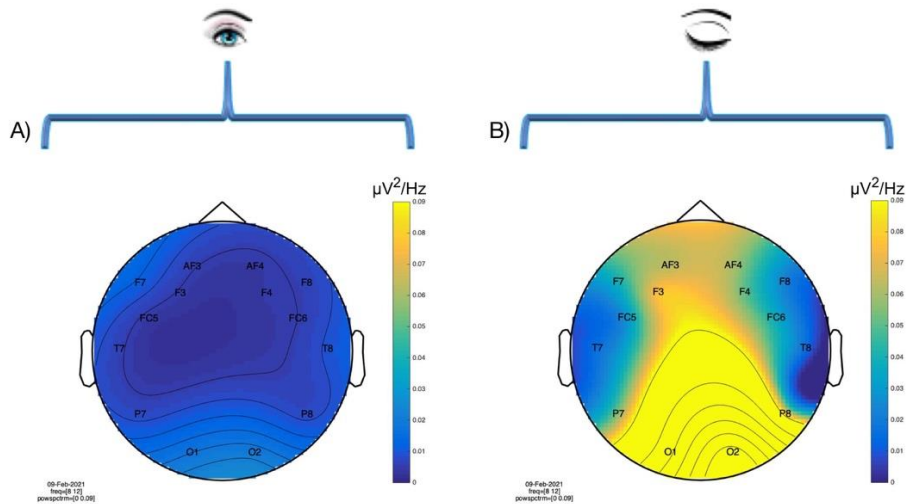 A)
µV²/Hz
0.09
0.08
0.07
0.06
0.05
0.04
0.03
0.02
0.01
0
AF3 AF4
F7 F8
F3 F4
FC5 FC6
T7 T8
P7 P8
O1 O2
09-Feb-2021
freq=[8 12]
powspctrm=[0 0.09]
B)
µV²/Hz
0.09
0.08
0.07
0.06
0.05
0.04
0.03
0.02
0.01
0
AF3 AF4
F7 F8
F3 F4
FC5 FC6
T7 T8
P7 P8
O1 O2
09-Feb-2021
freq=[8 12]
powspctrm=[0 0.09]